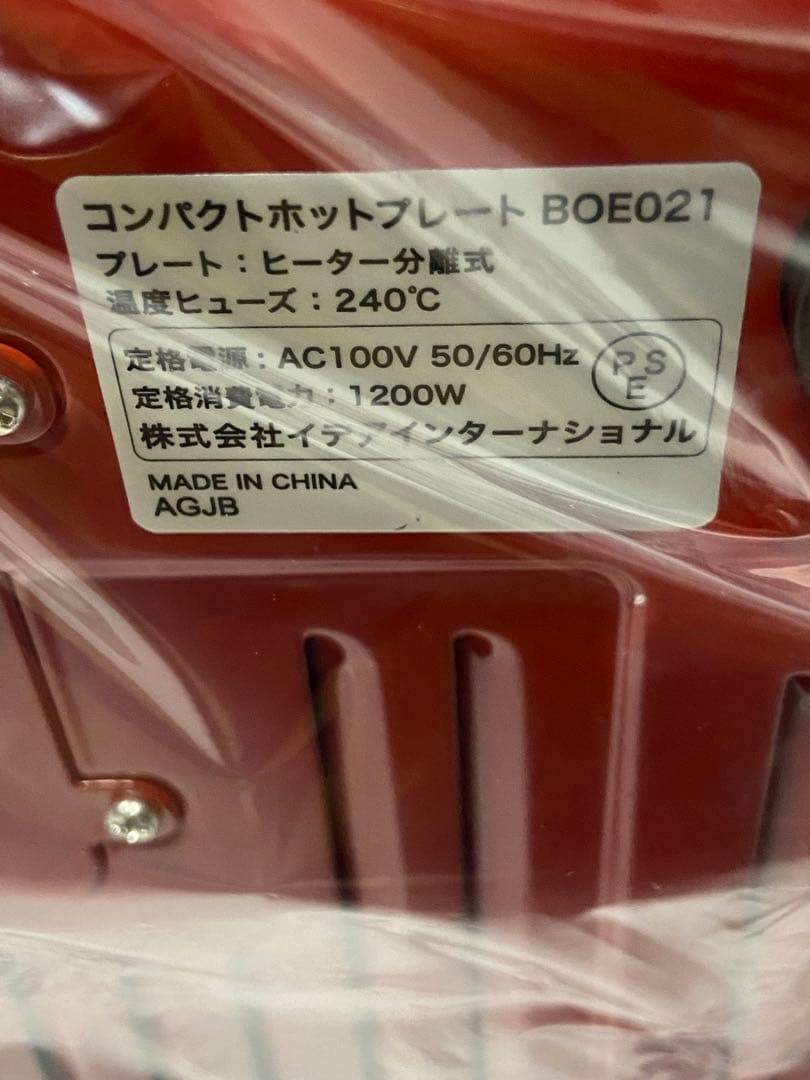 コンパクトホットプレート BOE021
プレート：ヒーター分離式
温度ヒューズ：240℃
定格電源：AC100V 50/60Hz
PSE
定格消費電力：1200W
株式会社イデアインターナショナル
MADE IN CHINA
AGJB